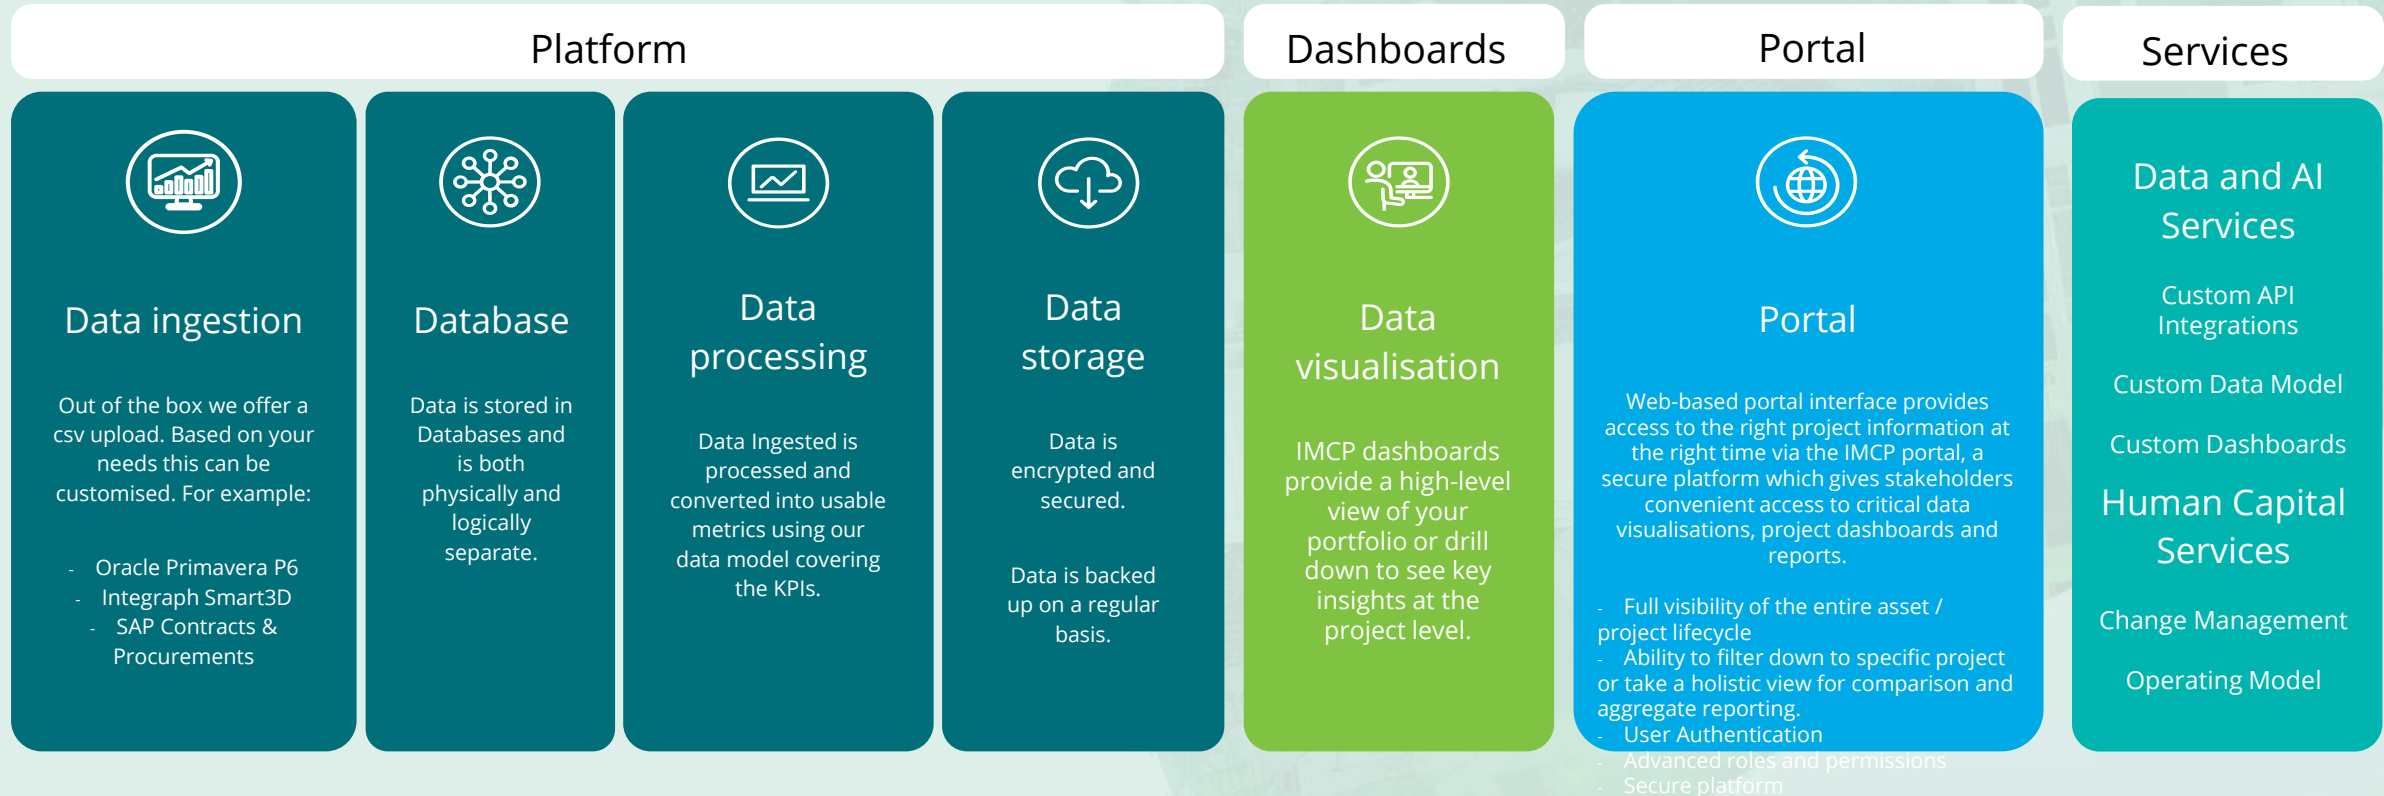 Platform
Dashboards
Portal
Services
Data ingestion
Out of the box we offer a
csv upload. Based on your
needs this can be
customised. For example:
- Oracle Primavera P6
- Integraph Smart3D
- SAP Contracts &
Procurements
Database
Data is stored in
Databases and
is both
physically and
logically
separate.
Data
processing
Data Ingested is
processed and
converted into usable
metrics using our
data model covering
the KPIs.
Data
storage
Data is
encrypted and
secured.
Data is backed
up on a regular
basis.
Data
visualisation
IMCP dashboards
provide a high-level
view of your
portfolio or drill
down to see key
insights at the
project level.
Portal
Web-based portal interface provides
access to the right project information at
the right time via the IMCP portal, a
secure platform which gives stakeholders
convenient access to critical data
visualisations, project dashboards and
reports.
- Full visibility of the entire asset /
project lifecycle
- Ability to filter down to specific project
or take a holistic view for comparison and
aggregate reporting.
- User Authentication
- Advanced roles and permissions
- Secure platform
Data and AI
Services
Custom API
Integrations
Custom Data Model
Custom Dashboards
Human Capital
Services
Change Management
Operating Model